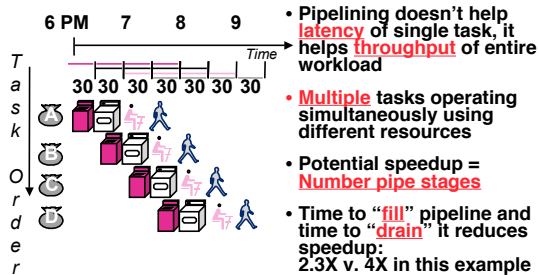 6 PM 7 8 9
Time
30 30 30 30 30 30 30
Task Order
A
B
C
D
• Pipelining doesn't help
latency of single task, it
helps throughput of entire
workload
• Multiple tasks operating
simultaneously using
different resources
• Potential speedup =
Number pipe stages
• Time to “fill” pipeline and
time to “drain” it reduces
speedup:
2.3X v. 4X in this example